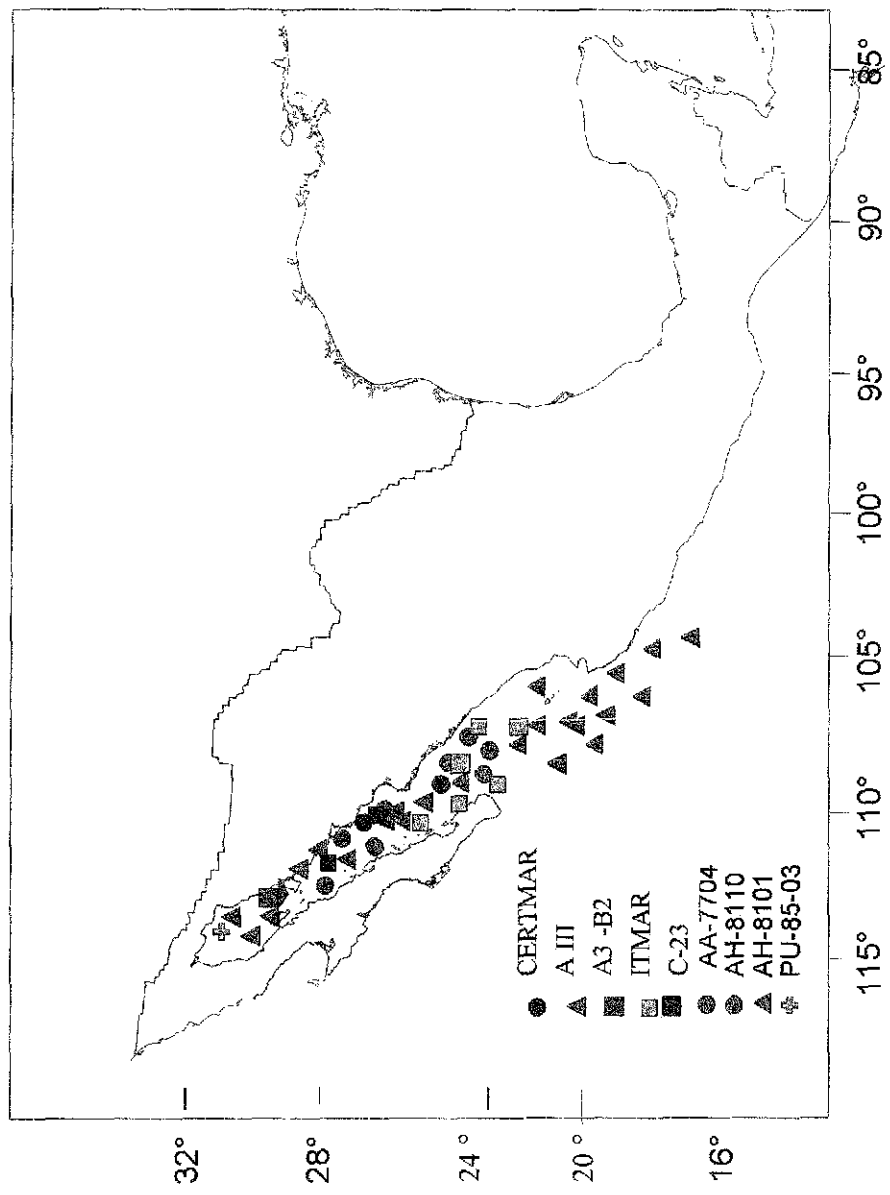 CERTMAR
A III
A3 -B2
ITMAR
C-23
AA-7704
AH-8110
AH-8101
PU-85-03
32°
28°
24 °
20 °
16°
115°
110°
105°
100°
95°
90°
85°